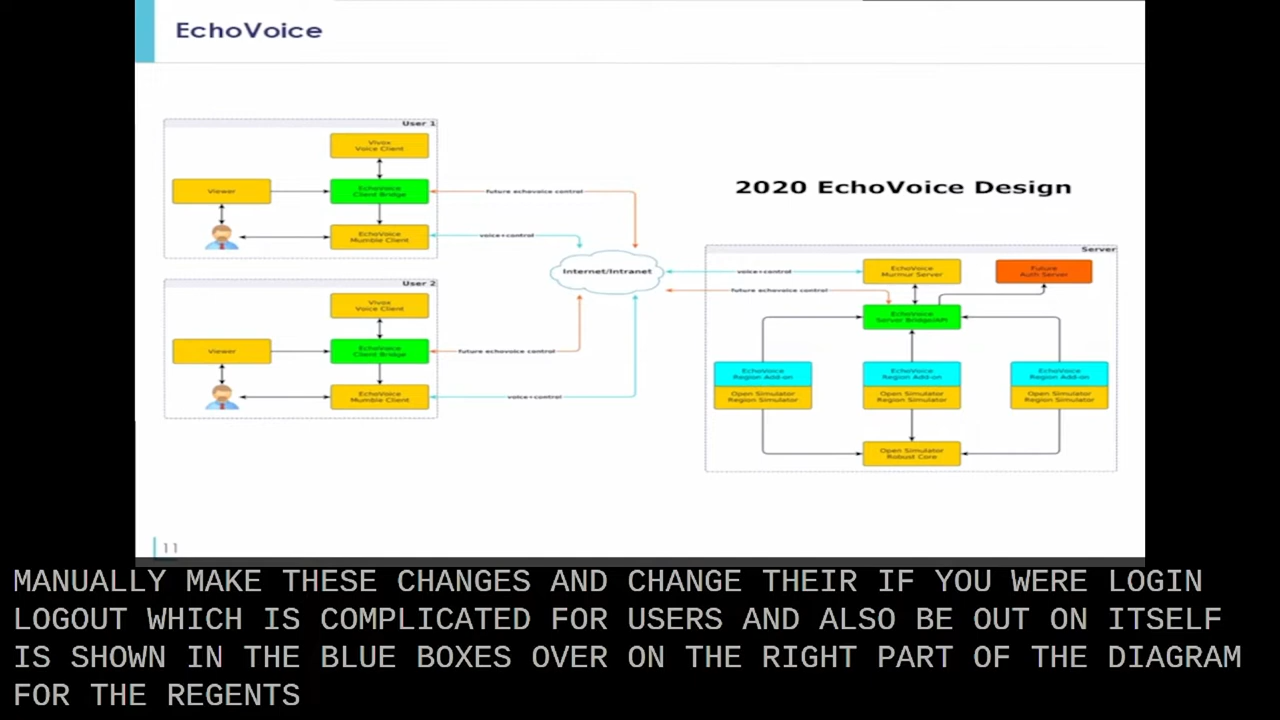 EchoVoice
User 1
Vivox
Voice Client
Viewer
EchoVoice
Client Bridge
EchoVoice
Mumble Client
future echovoice control
voice+control
User 2
Vivox
Voice Client
Viewer
EchoVoice
Client Bridge
EchoVoice
Mumble Client
future echovoice control
voice+control
Internet/Intranet
2020 EchoVoice Design
Server
voice+control
future echovoice control
EchoVoice
Murmur Server
Future
Auth Server
EchoVoice
Server Bridge/API
EchoVoice
Region Add-on
Open Simulator
Region Simulator
EchoVoice
Region Add-on
Open Simulator
Region Simulator
EchoVoice
Region Add-on
Open Simulator
Region Simulator
Open Simulator
Robust Core
11
MANUALLY MAKE THESE CHANGES AND CHANGE THEIR IF YOU WERE LOGIN
LOGOUT WHICH IS COMPLICATED FOR USERS AND ALSO BE OUT ON ITSELF
IS SHOWN IN THE BLUE BOXES OVER ON THE RIGHT PART OF THE DIAGRAM
FOR THE REGENTS